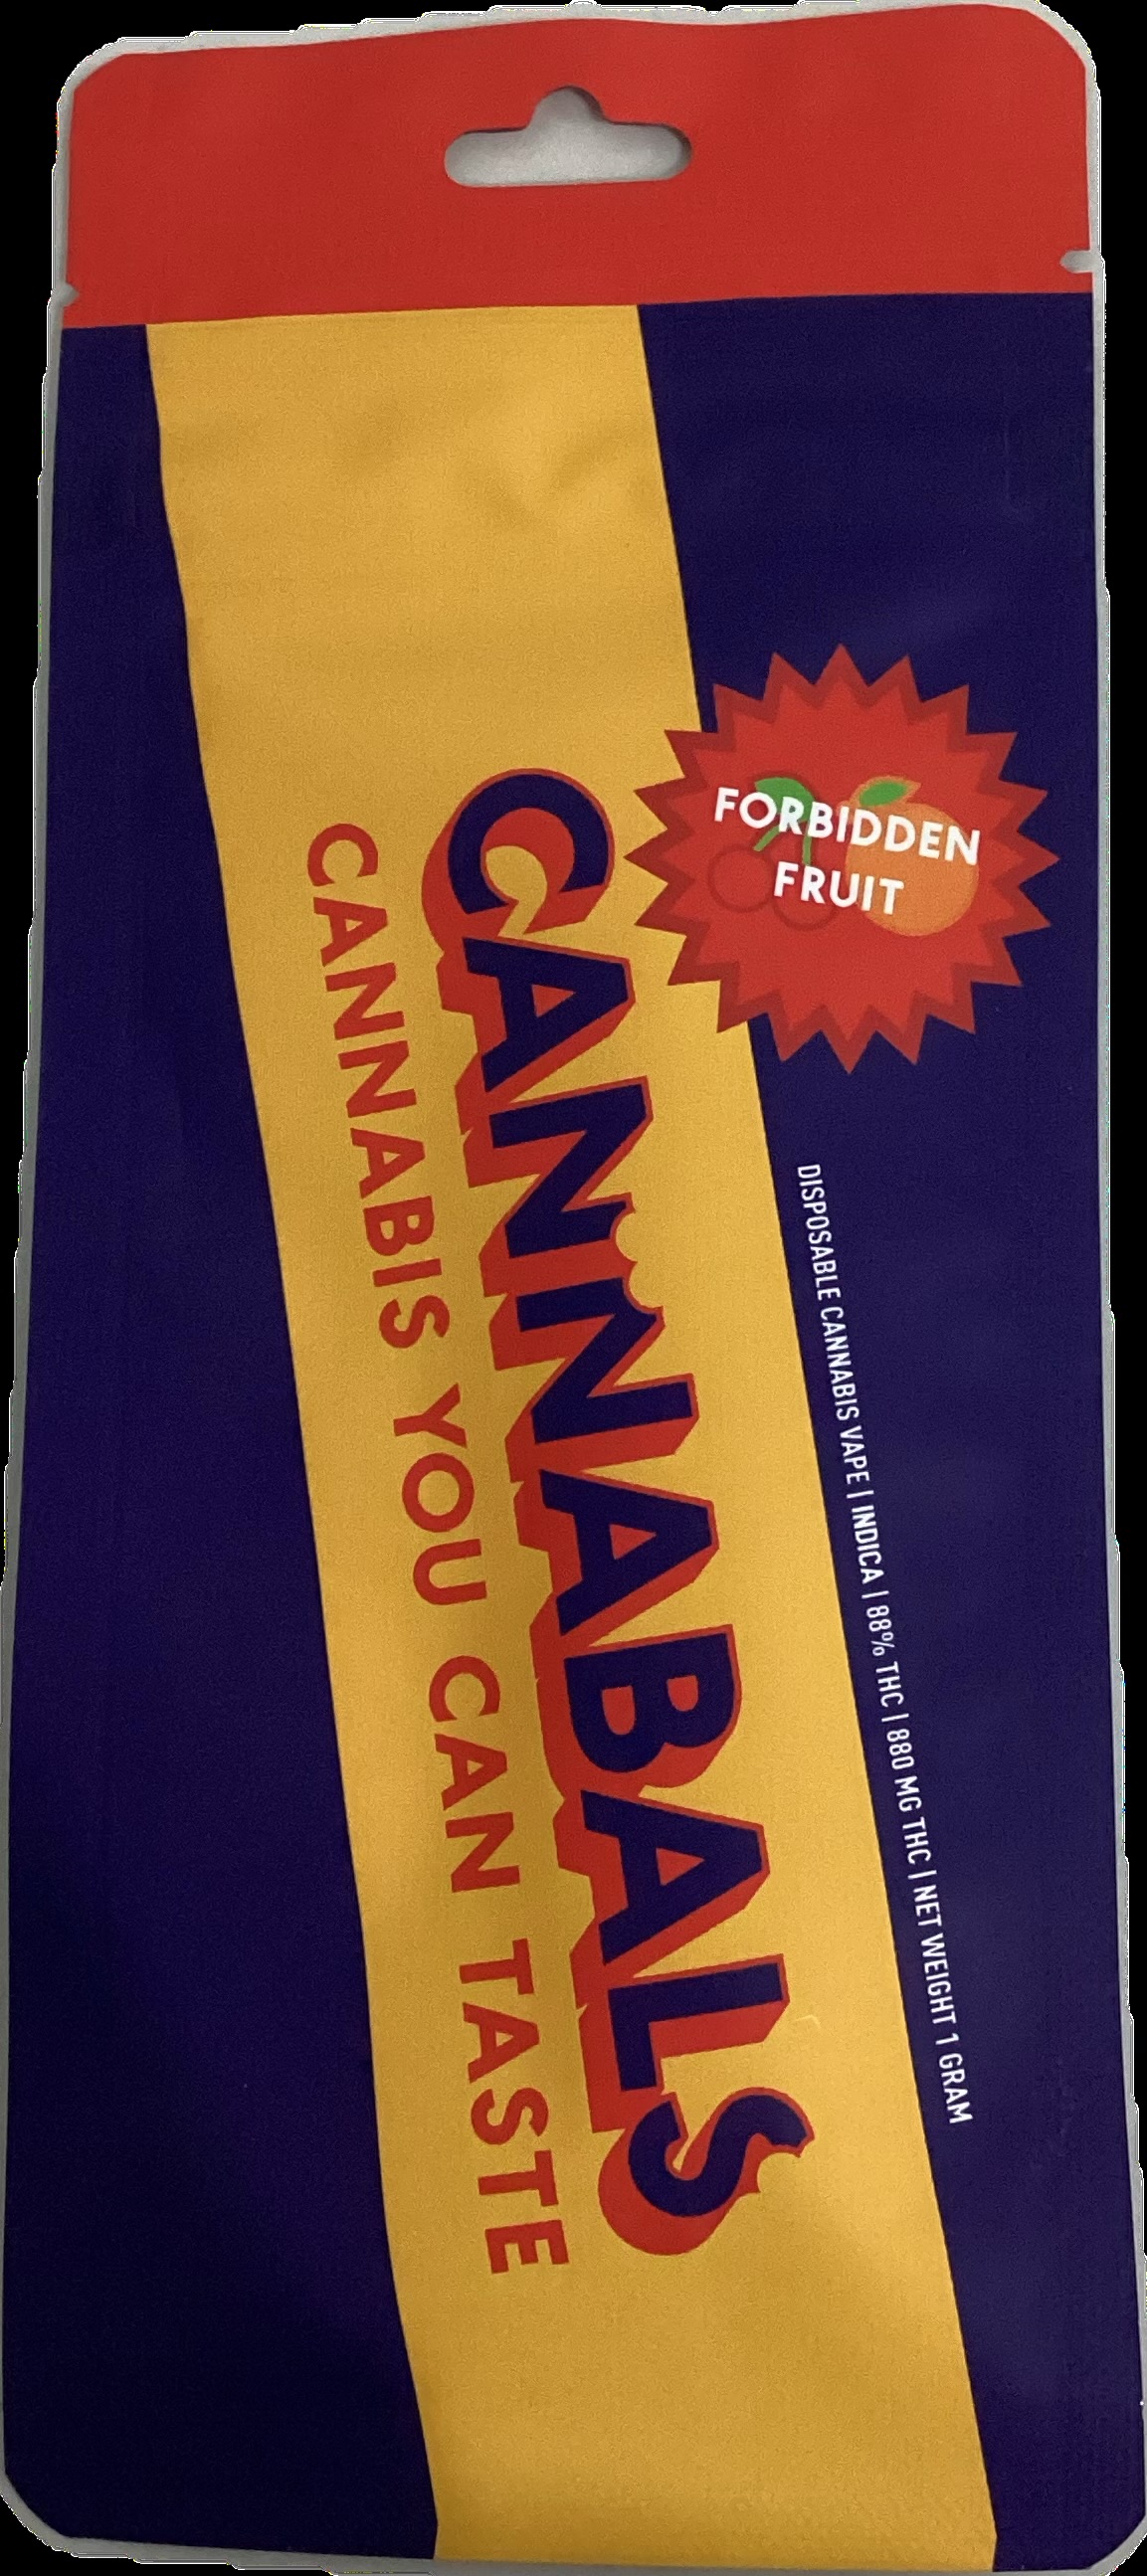 FORBIDDEN
FRUIT
CANNABALS
CANNABIS YOU CAN TASTE
DISPOSABLE CANNABIS VAPE | INDICA | 88% THC | 880 MG THC | NET WEIGHT 1 GRAM